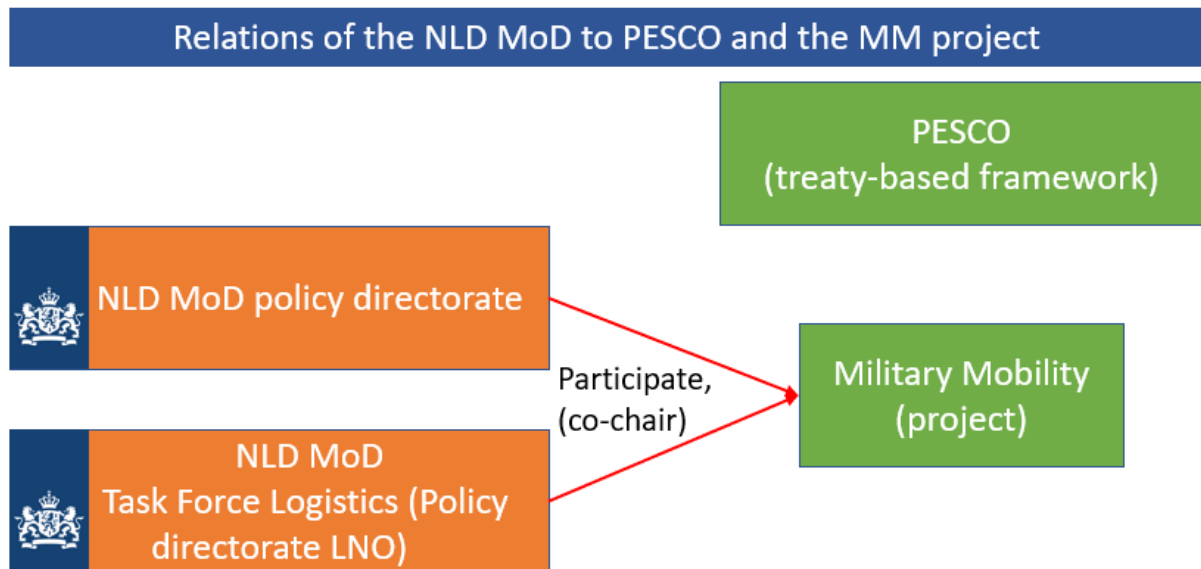 Relations of the NLD MoD to PESCO and the MM project
PESCO
(treaty-based framework)
NLD MoD policy directorate
Participate,
(co-chair)
Military Mobility
(project)
NLD MoD
Task Force Logistics (Policy
directorate LNO)